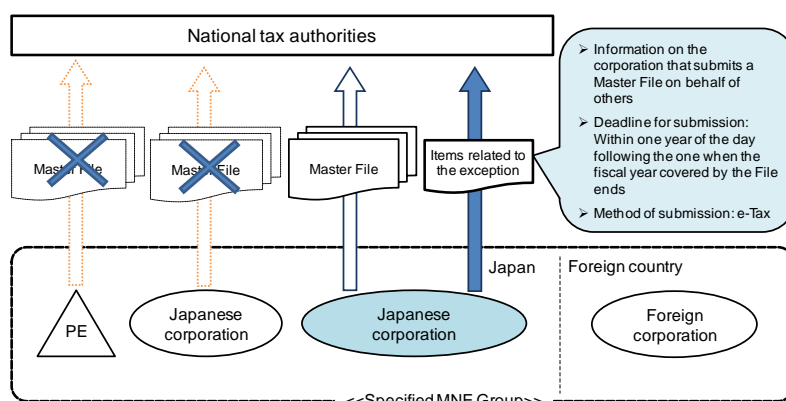 National tax authorities
➢ Information on the
corporation that submits a
Master File on behalf of
others
➢ Deadline for submission:
Within one year of the day
following the one when the
fiscal year covered by the File
ends
➢ Method of submission: e-Tax
Master File
Master File
Master File
Items related to
the exception
Japan
Foreign country
PE
Japanese
corporation
Japanese
corporation
Foreign
corporation
<<Specified MNE Group>>